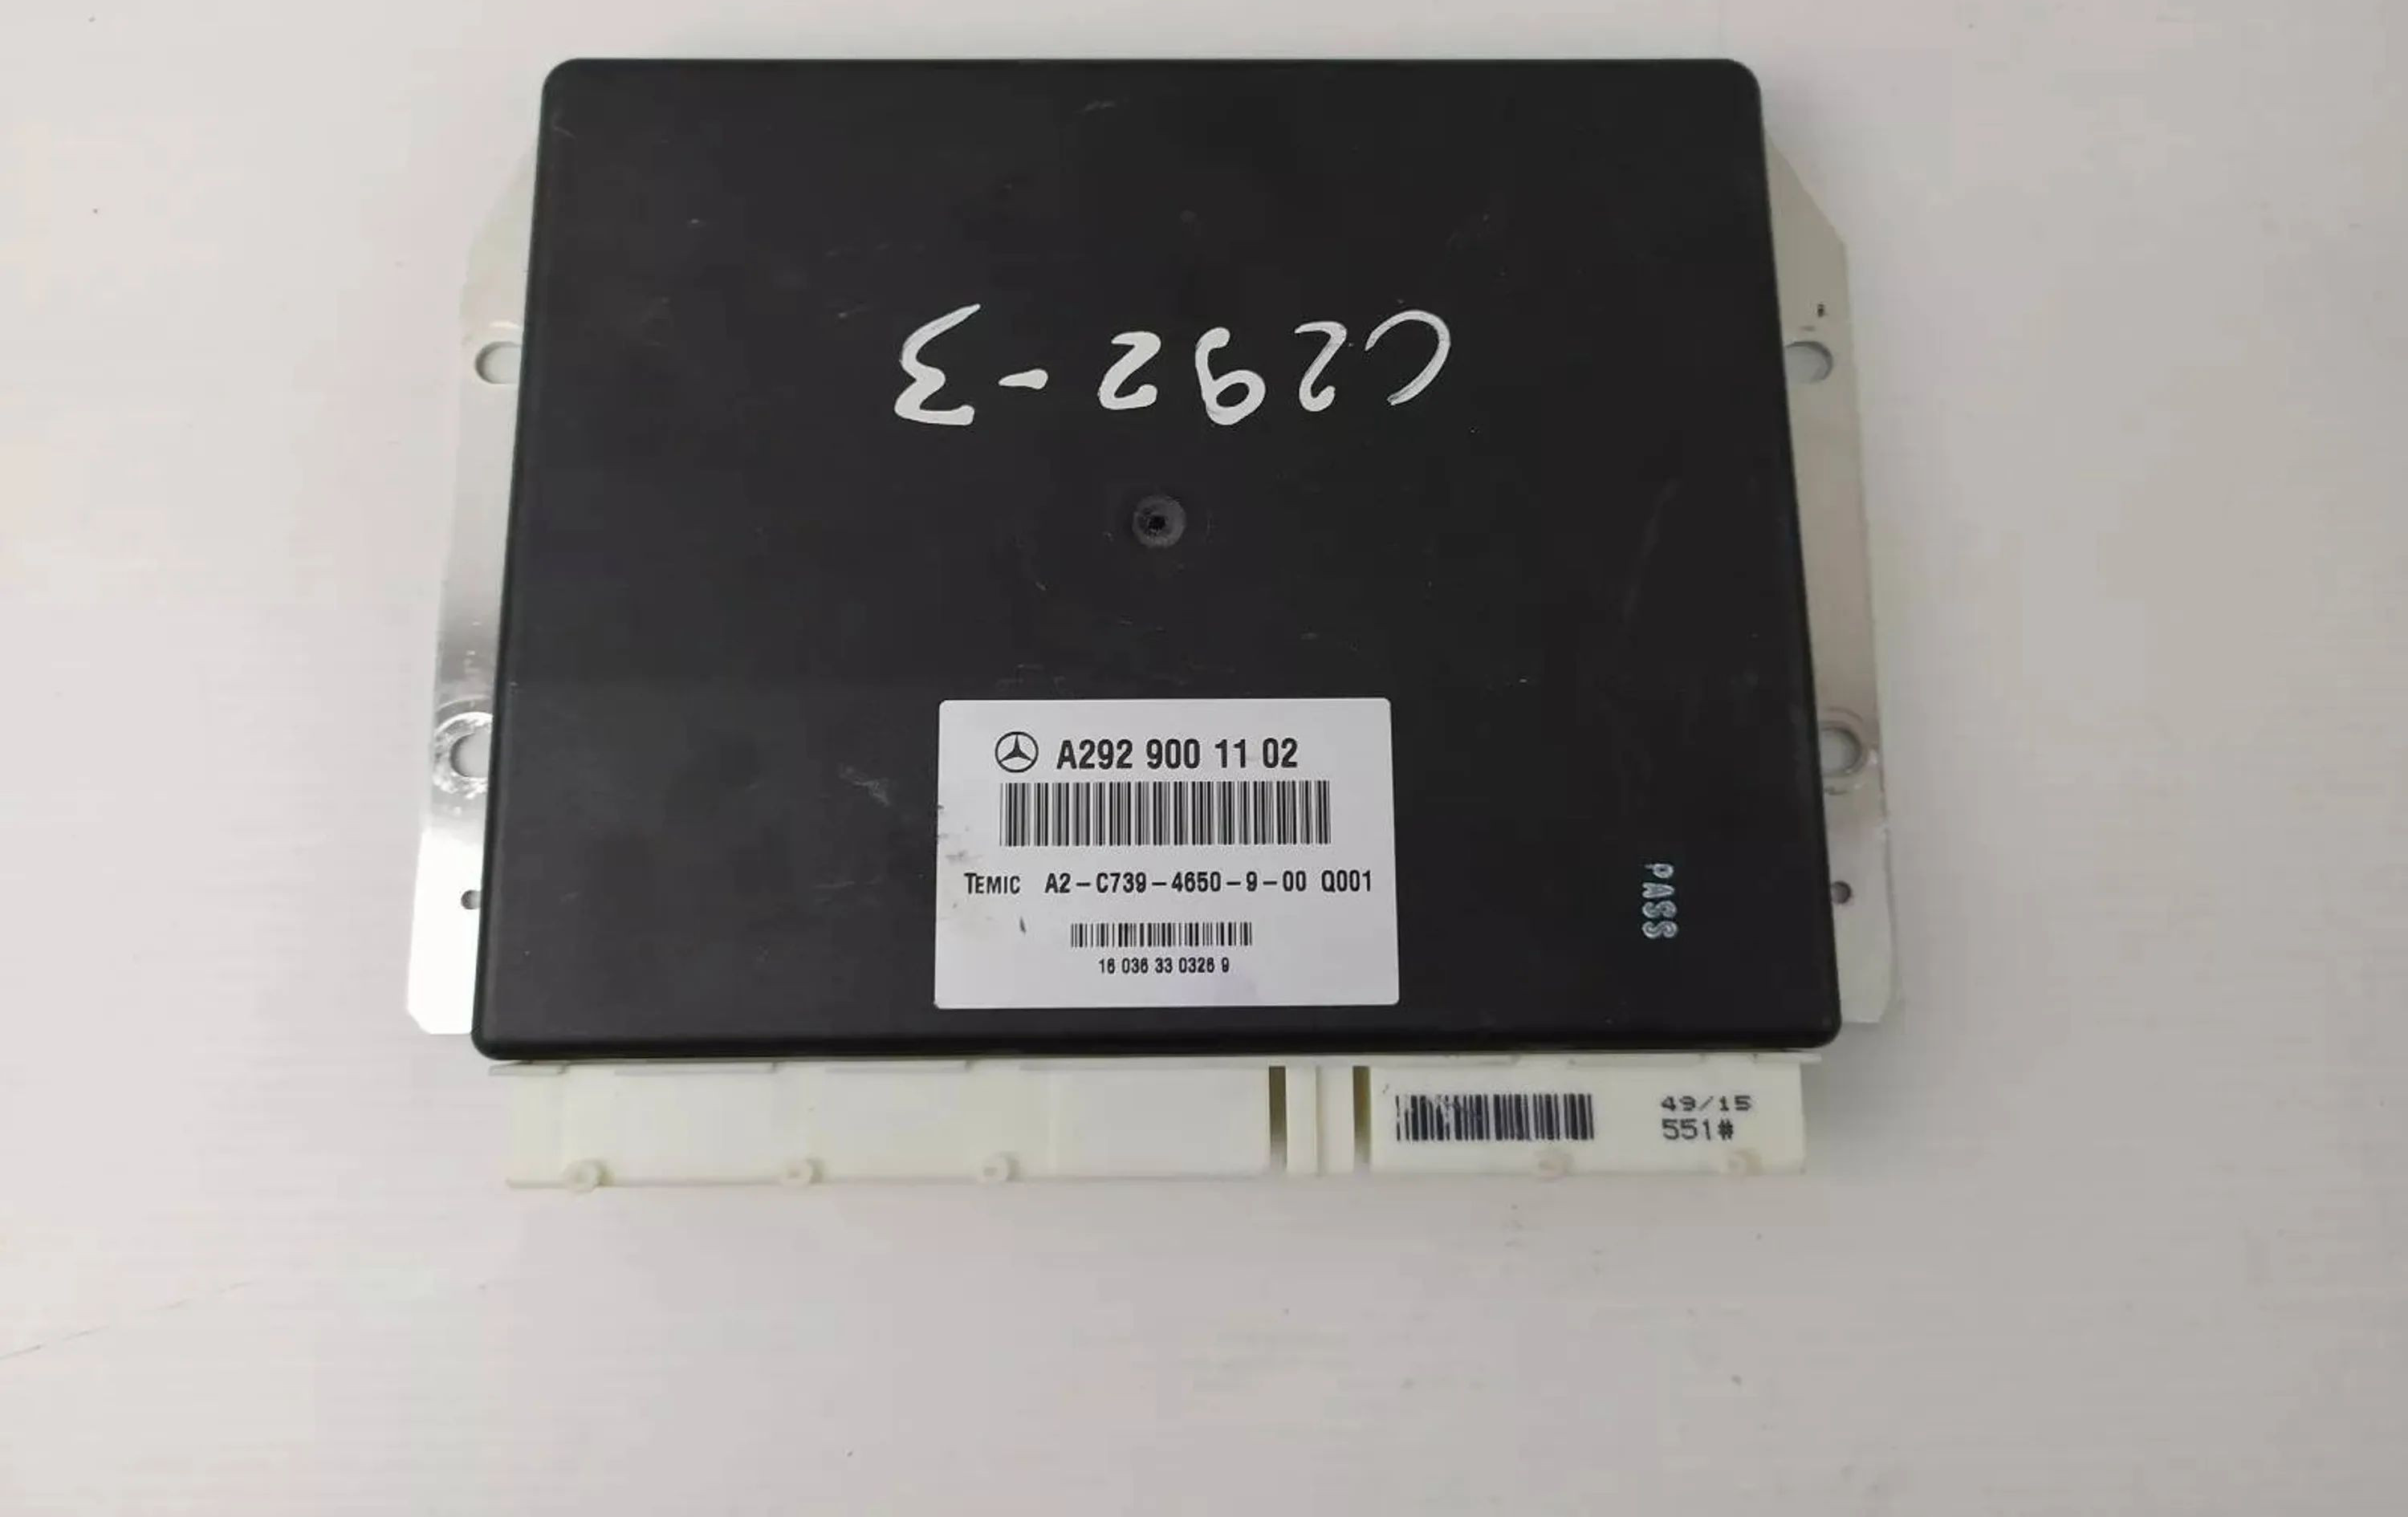 C292-3
A292 900 11 02
TEMIC A2-C739-4650-9-00 Q001
16 036 33 0326 9
PASS
49/15
551#